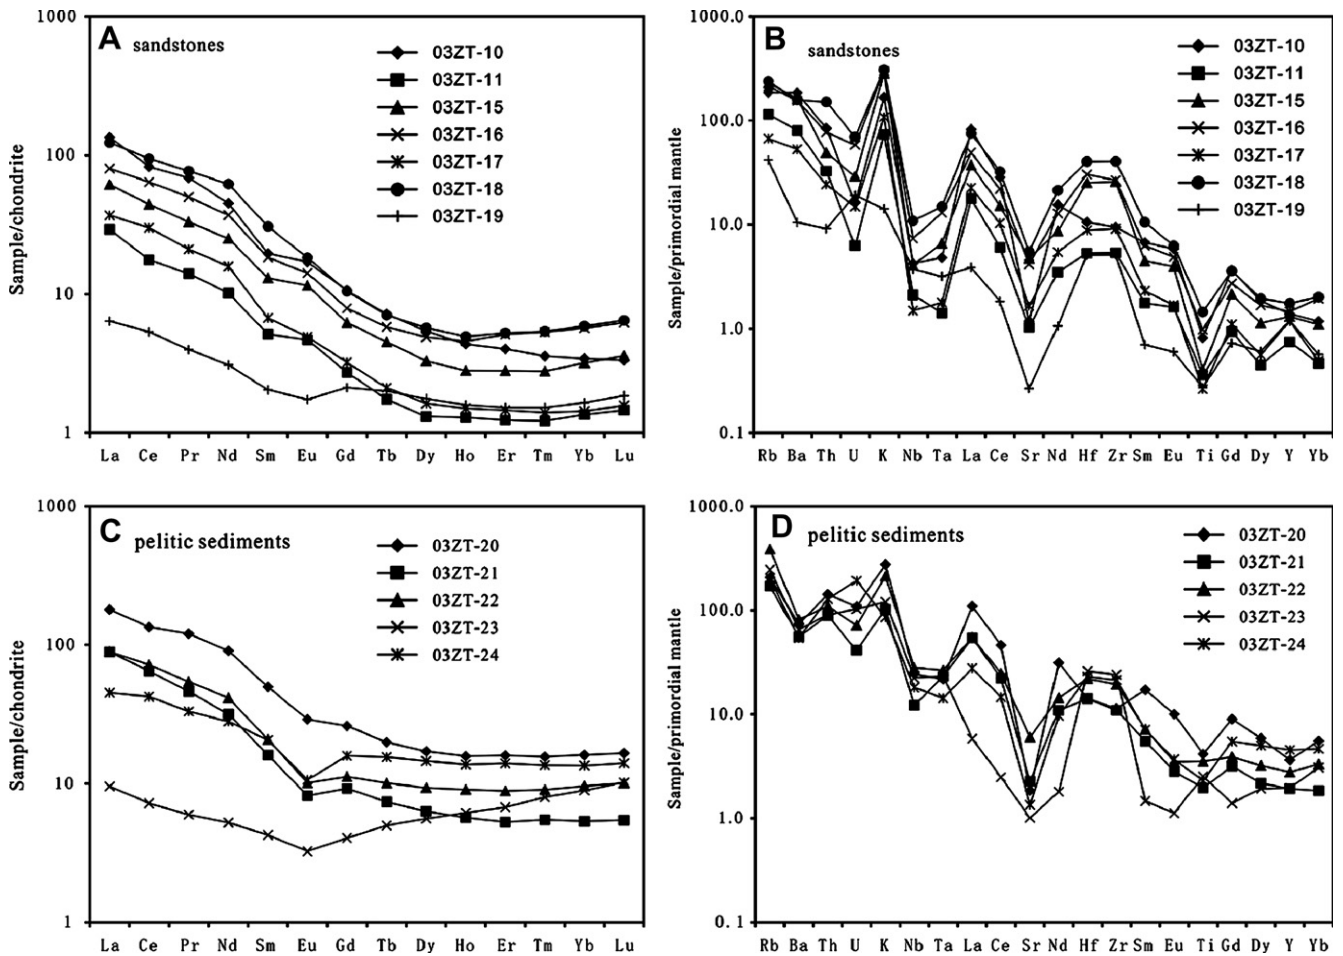 A sandstones
1000
100
10
1
Sample/chondrite
03ZT-10
03ZT-11
03ZT-15
03ZT-16
03ZT-17
03ZT-18
03ZT-19
La Ce Pr Nd Sm Eu Gd Tb Dy Ho Er Tm Yb Lu
B sandstones
1000.0
100.0
10.0
1.0
0.1
Sample/primordial mantle
03ZT-10
03ZT-11
03ZT-15
03ZT-16
03ZT-17
03ZT-18
03ZT-19
Rb Ba Th U K Nb Ta La Ce Sr Nd Hf Zr Sm Eu Ti Gd Dy Y Yb
C pelitic sediments
1000
100
10
1
Sample/chondrite
03ZT-20
03ZT-21
03ZT-22
03ZT-23
03ZT-24
La Ce Pr Nd Sm Eu Gd Tb Dy Ho Er Tm Yb Lu
D pelitic sediments
1000.0
100.0
10.0
1.0
0.1
Sample/primordial mantle
03ZT-20
03ZT-21
03ZT-22
03ZT-23
03ZT-24
Rb Ba Th U K Nb Ta La Ce Sr Nd Hf Zr Sm Eu Ti Gd Dy Y Yb